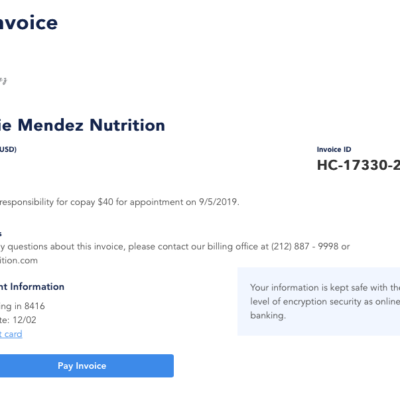 nvoice
ie Mendez Nutrition
USD)
Invoice ID
HC-17330-2
responsibility for copay $40 for appointment on 9/5/2019.
s
y questions about this invoice, please contact our billing office at (212) 887 - 9998 or
ition.com
nt Information
ng in 8416
te: 12/02
t card
Your information is kept safe with the
level of encryption security as online
banking.
Pay Invoice